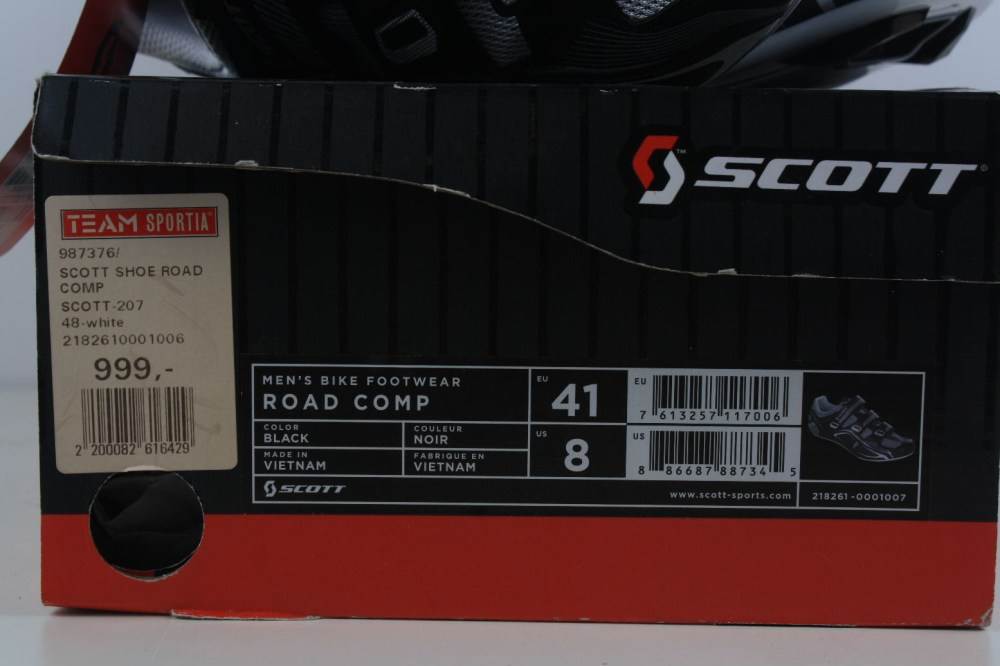 SCOTT™ ®
TEAM SPORTIA
987376/
SCOTT SHOE ROAD
COMP
SCOTT-207
48-white
2182610001006
999,-
2 200082 616429
MEN'S BIKE FOOTWEAR
ROAD COMP
COLOR
BLACK
COULEUR
NOIR
MADE IN
VIETNAM
FABRIQUE EN
VIETNAM
SCOTT
EU
41
US
8
EU
7 613257 117006
US
8 86687 88734 5
www.scott-sports.com
218261-0001007